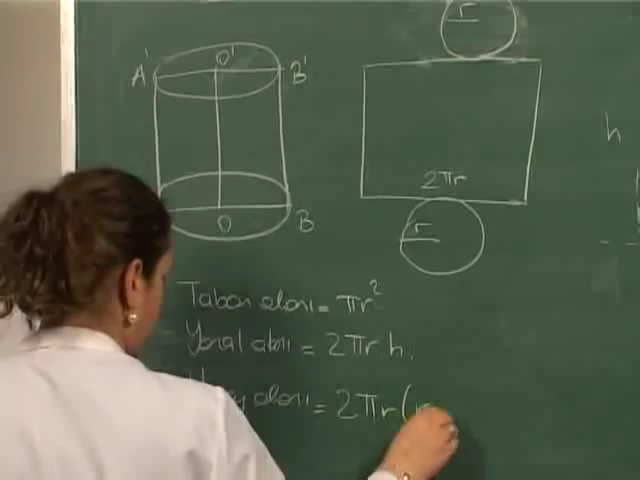 r
A' O' B'
h
2πr
O B
r
Taban alanı = πr²
Yanal alanı = 2πr h.
alanı = 2πr(r